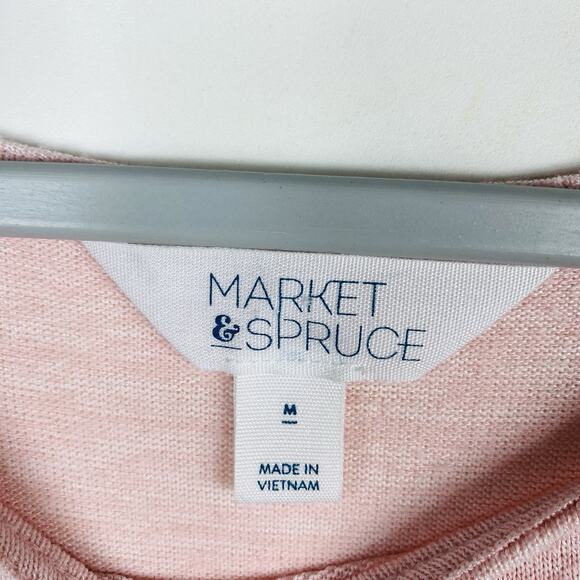 MARKET
& SPRUCE
M
MADE IN
VIETNAM